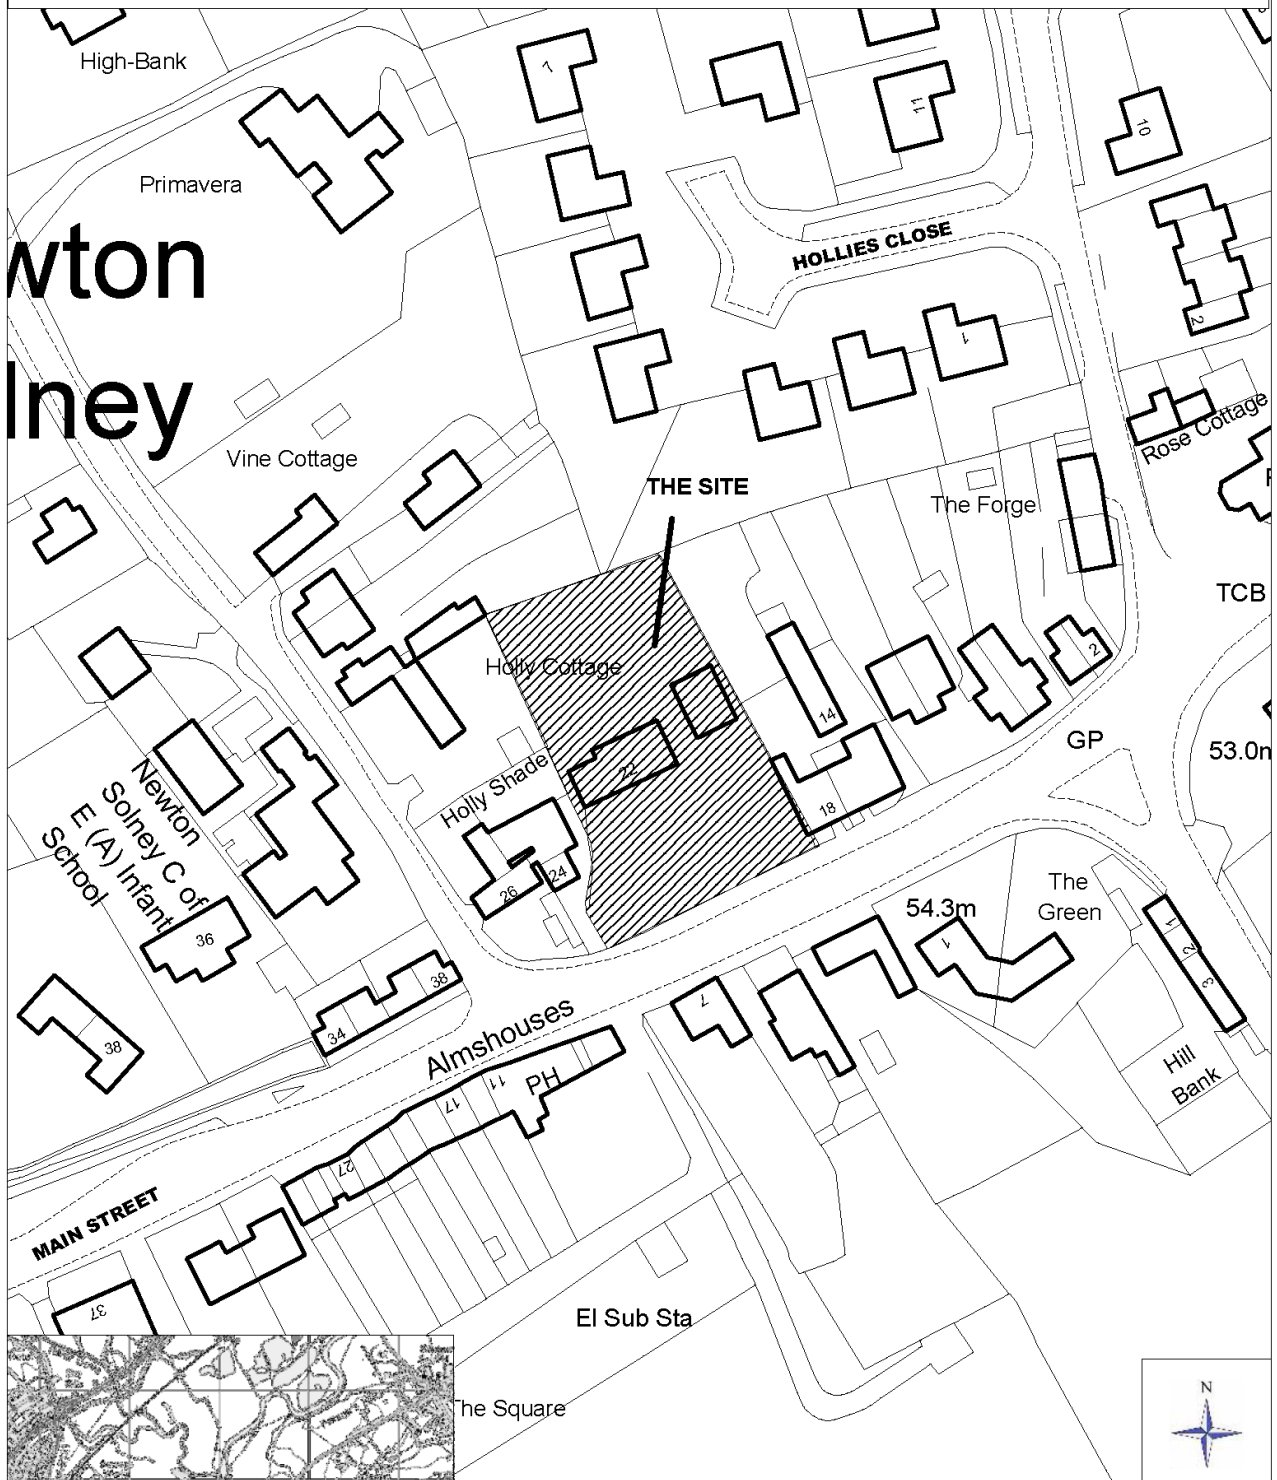 High-Bank
7
11
10
Primavera
wton
HOLLIES CLOSE
2
1
lney
Rose Cottage
Vine Cottage
THE SITE
The Forge
TCB
Holly Cottage
2
14
GP
53.0m
22
Holly Shade
18
Newton
Solney C of
E (A) Infant
School
24
26
The
Green
54.3m
36
1
1
2
3
38
7
34
38
Almshouses
11
PH
17
Hill
Bank
27
MAIN STREET
37
El Sub Sta
The Square
N